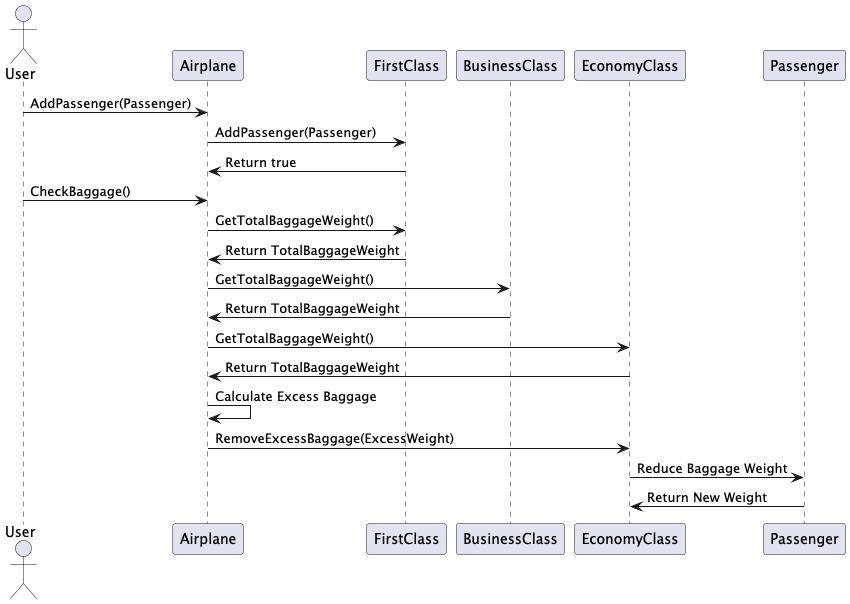 User
Airplane
FirstClass
BusinessClass
EconomyClass
Passenger
AddPassenger(Passenger)
AddPassenger(Passenger)
Return true
CheckBaggage()
GetTotalBaggageWeight()
Return TotalBaggageWeight
GetTotalBaggageWeight()
Return TotalBaggageWeight
GetTotalBaggageWeight()
Return TotalBaggageWeight
Calculate Excess Baggage
RemoveExcessBaggage(ExcessWeight)
Reduce Baggage Weight
Return New Weight
User
Airplane
FirstClass
BusinessClass
EconomyClass
Passenger